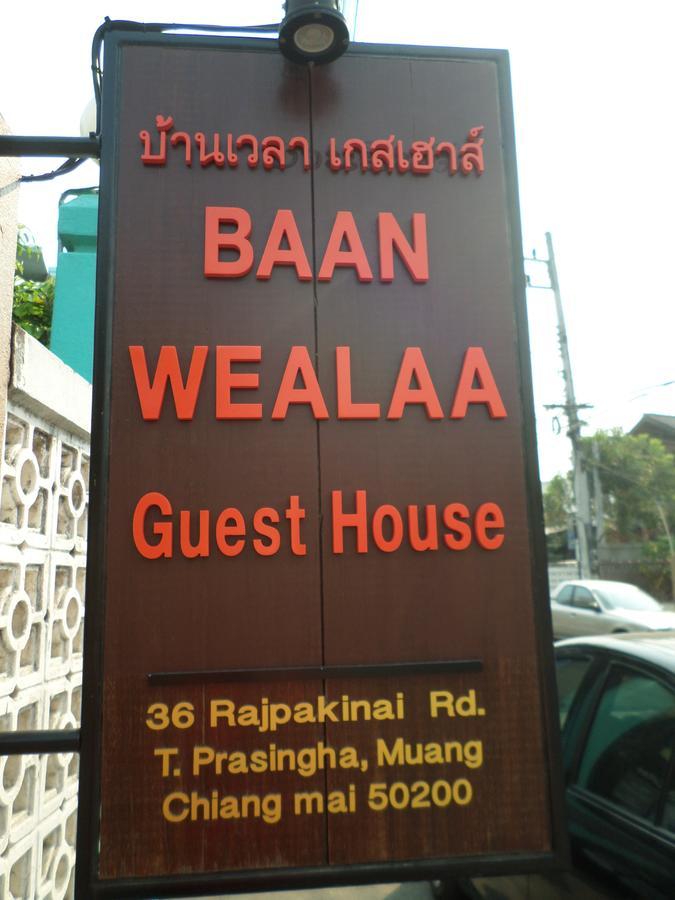 บ้านเวลา เกสเฮาส์
BAAN
WEALAA
Guest House
36 Rajpakinai Rd.
T. Prasingha, Muang
Chiang mai 50200